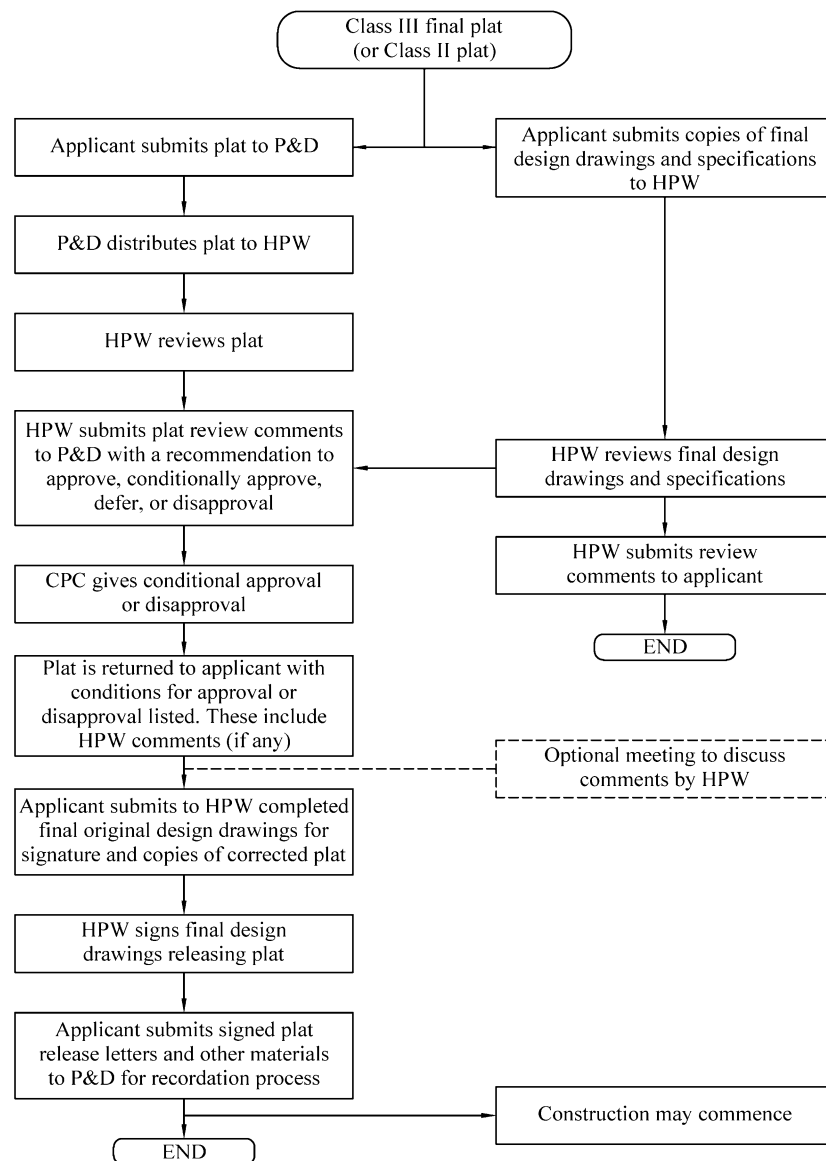 Class III final plat
(or Class II plat)
Applicant submits plat to P&D
Applicant submits copies of final
design drawings and specifications
to HPW
P&D distributes plat to HPW
HPW reviews plat
HPW submits plat review comments
to P&D with a recommendation to
approve, conditionally approve,
defer, or disapproval
HPW reviews final design
drawings and specifications
CPC gives conditional approval
or disapproval
HPW submits review
comments to applicant
END
Plat is returned to applicant with
conditions for approval or
disapproval listed. These include
HPW comments (if any)
Optional meeting to discuss
comments by HPW
Applicant submits to HPW completed
final original design drawings for
signature and copies of corrected plat
HPW signs final design
drawings releasing plat
Applicant submits signed plat
release letters and other materials
to P&D for recordation process
Construction may commence
END